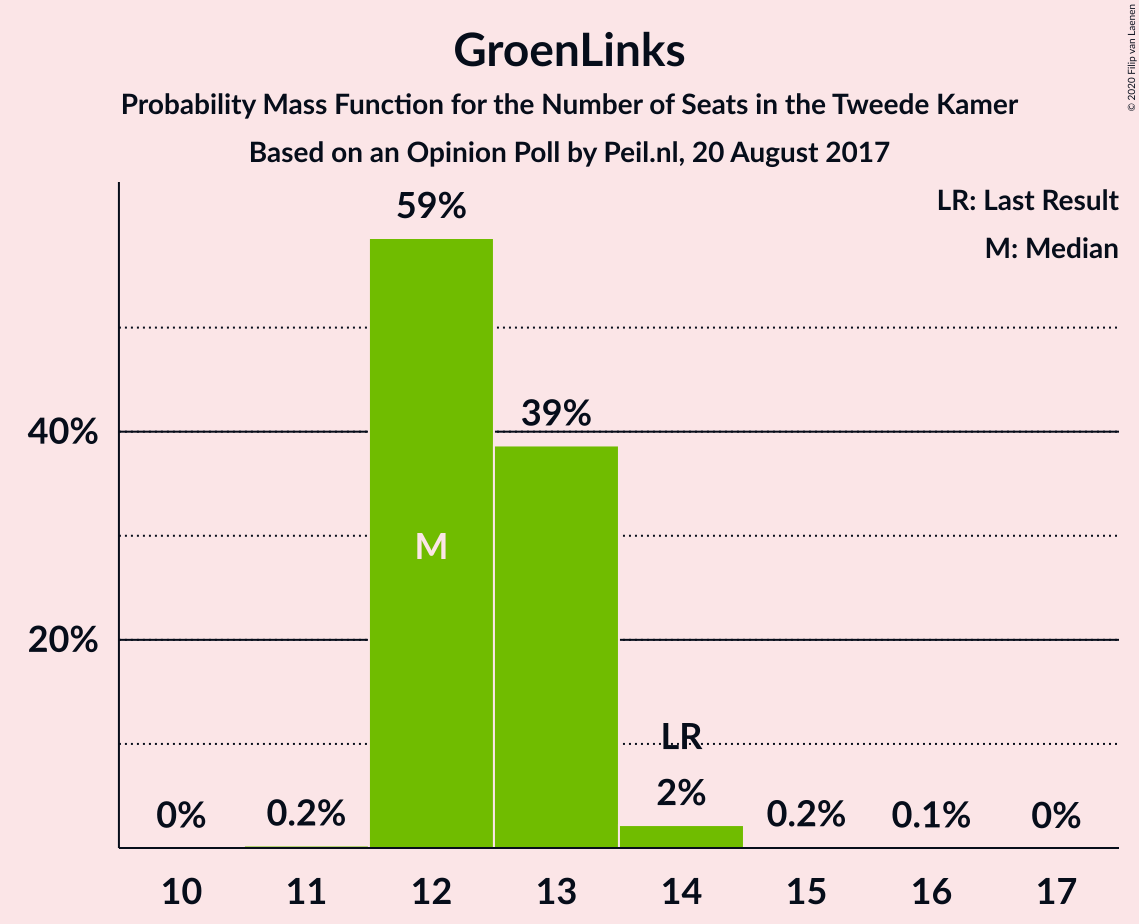 GroenLinks
Probability Mass Function for the Number of Seats in the Tweede Kamer
Based on an Opinion Poll by Peil.nl, 20 August 2017
© 2020 Filip van Laenen
LR: Last Result
M: Median
59%
39%
40%
M
20%
LR
2%
0%
0.2%
0.2%
0.1%
0%
10 11 12 13 14 15 16 17